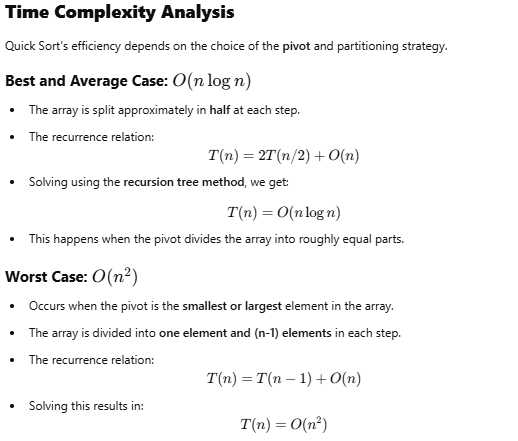 Time Complexity Analysis
Quick Sort's efficiency depends on the choice of the pivot and partitioning strategy.
Best and Average Case: O(n log n)
• The array is split approximately in half at each step.
• The recurrence relation:
T(n) = 2T(n/2) + O(n)
• Solving using the recursion tree method, we get:
T(n) = O(n log n)
• This happens when the pivot divides the array into roughly equal parts.
Worst Case: O(n²)
• Occurs when the pivot is the smallest or largest element in the array.
• The array is divided into one element and (n-1) elements in each step.
• The recurrence relation:
T(n) = T(n − 1) + O(n)
• Solving this results in:
T(n) = O(n²)